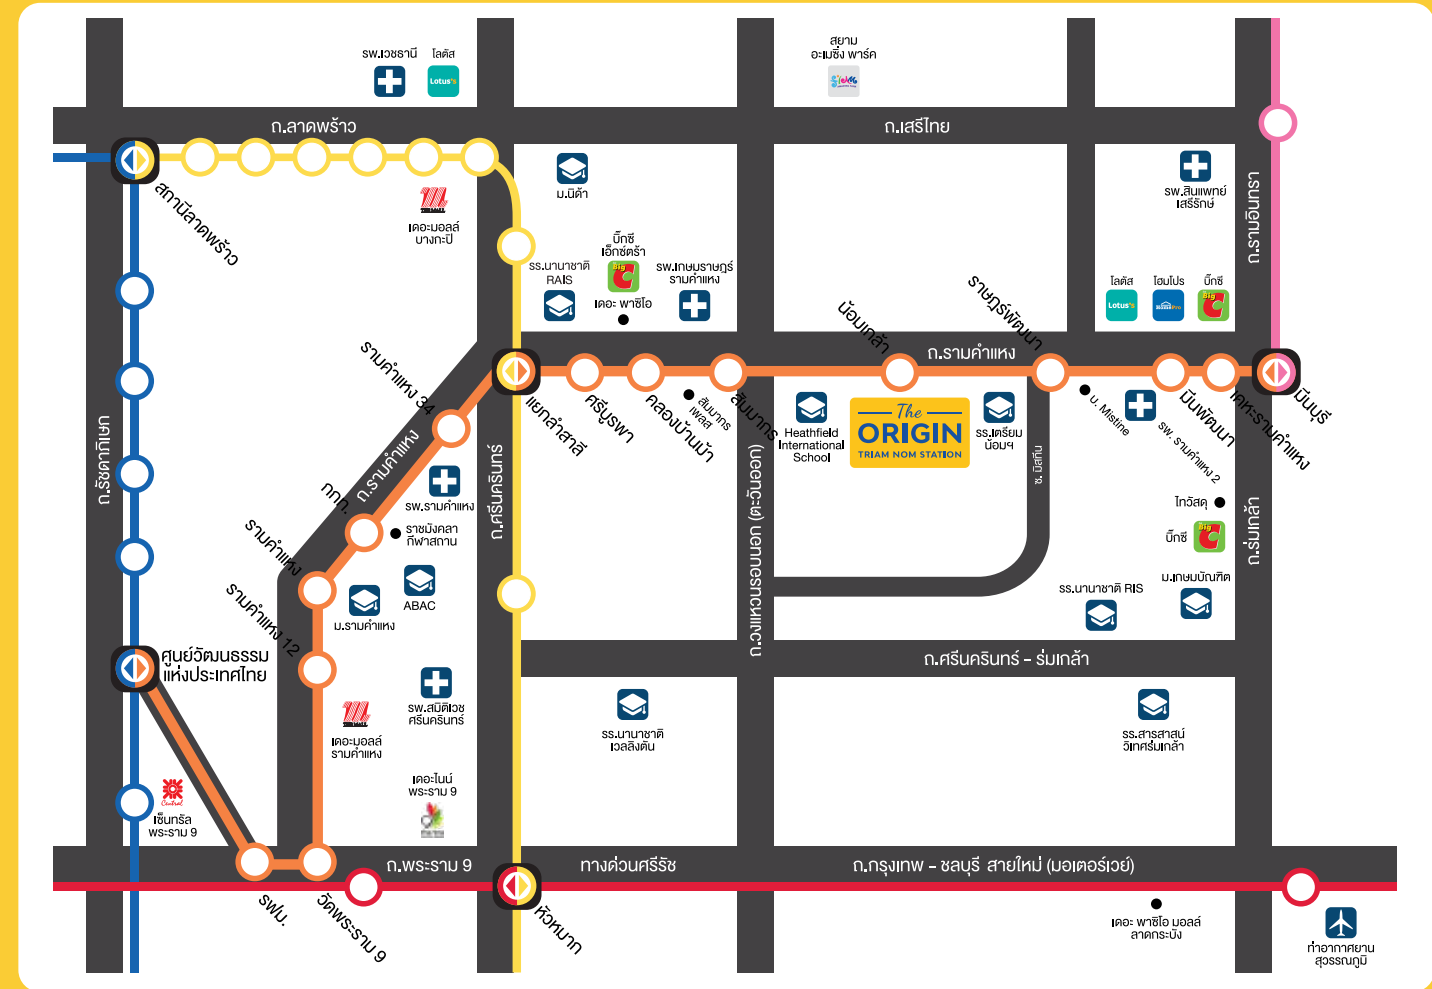 รพ.เวชธานี
โลตัส
Lotus's
สยาม
อะเมซิ่ง พาร์ค
ถ.ลาดพร้าว
ถ.เสรีไทย
สถานีลาดพร้าว
เดอะมอลล์
บางกะปิ
ม.นิด้า
รพ.สินแพทย์
เสรีรักษ์
ถ.รามอินทรา
บิ๊กซี
เอ็กซ์ตร้า
Big C
รร.นานาชาติ
RAIS
เดอะ พาซิโอ
รพ.เกษมราษฎร์
รามคำแหง
โลตัส
Lotus's
โฮมโปร
HomePro
บิ๊กซี
Big C
น้อมเกล้า
ราษฎร์พัฒนา
ถ.รามคำแหง
รามคำแหง 34
แยกลำสาลี
ศรีบูรพา
คลองบ้านม้า
สัมมากร
เพลส
สัมมากร
Heathfield
International
School
The
ORIGIN
TRIAM NOM STATION
รร.เตรียม
น้อมฯ
บ. Mistine
รพ. รามคำแหง 2
มีนพัฒนา
เคหะรามคำแหง
มีนบุรี
ถ.รัชดาภิเษก
ถ.รามคำแหง
ถ.ศรีนครินทร์
ซ. มิสทีน
กกท.
รพ.รามคำแหง
ราชมังคลา
กีฬาสถาน
รามคำแหง
ABAC
ม.รามคำแหง
รามคำแหง 12
ไทวัสดุ
บิ๊กซี
Big C
ถ.ร่มเกล้า
ถ.วงแหวนรอบนอก (ตะวันออก)
รร.นานาชาติ RIS
ม.เกษมบัณฑิต
ศูนย์วัฒนธรรม
แห่งประเทศไทย
ถ.ศรีนครินทร์ - ร่มเกล้า
รพ.สมิติเวช
ศรีนครินทร์
เดอะมอลล์
รามคำแหง
รร.นานาชาติ
เวลลิงตัน
รร.สารสาสน์
วิเทศร่มเกล้า
เดอะไนน์
พระราม 9
Central
เซ็นทรัล
พระราม 9
ถ.พระราม 9
ทางด่วนศรีรัช
ถ.กรุงเทพ - ชลบุรี สายใหม่ (มอเตอร์เวย์)
รฟม.
วัดพระราม 9
หัวหมาก
เดอะ พาซิโอ มอลล์
ลาดกระบัง
ท่าอากาศยาน
สุวรรณภูมิ